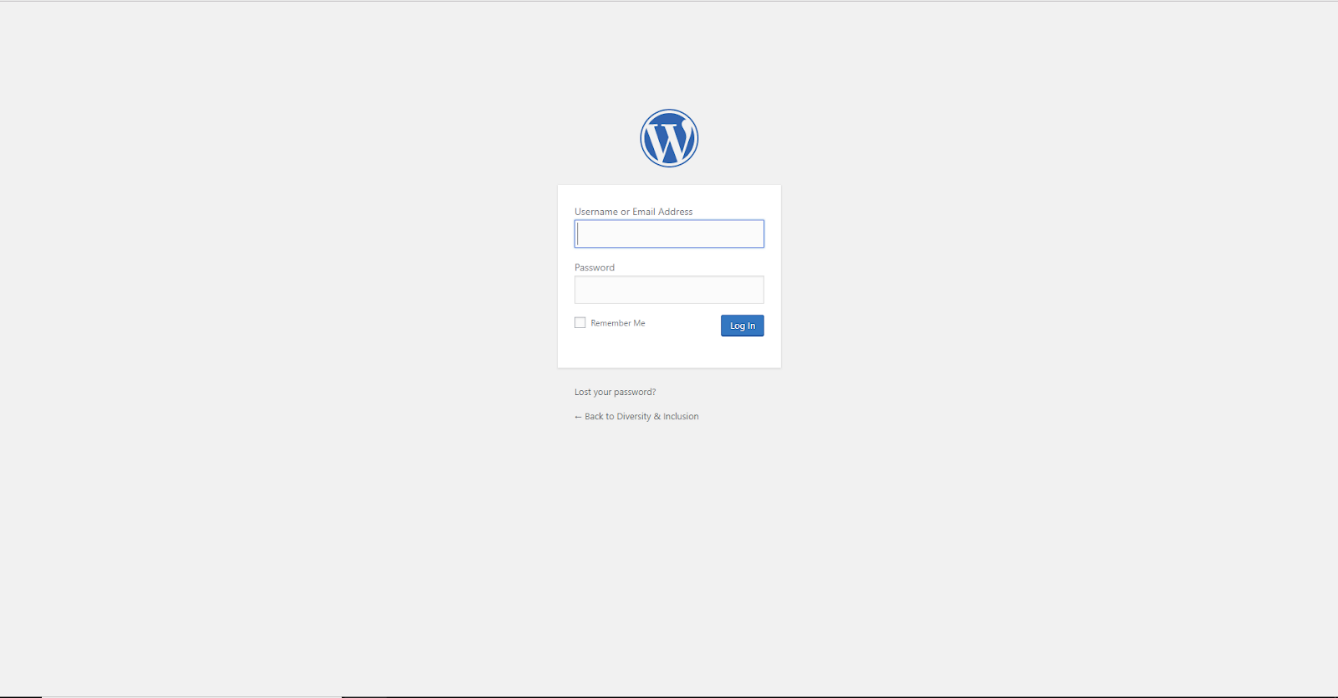 Username or Email Address
Password
Remember Me
Log In
Lost your password?
← Back to Diversity & Inclusion